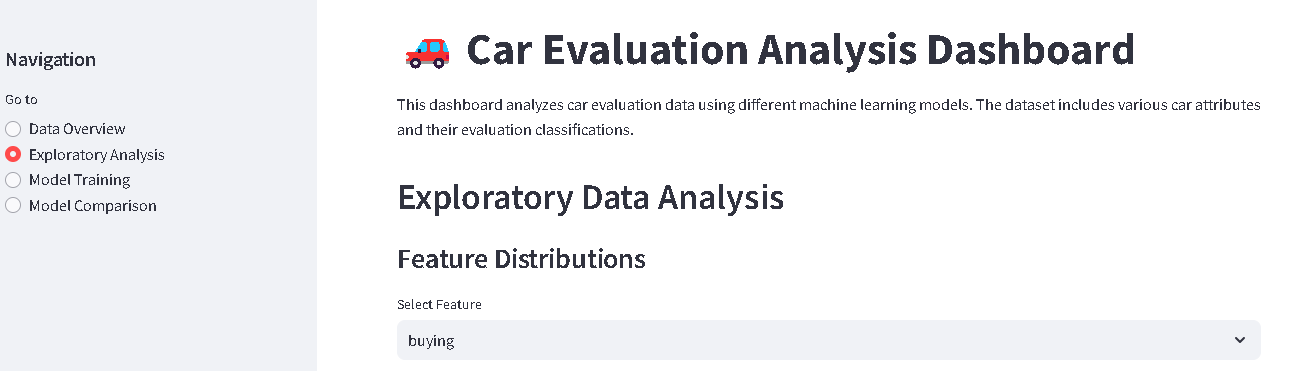 Navigation
Go to
Data Overview
Exploratory Analysis
Model Training
Model Comparison
Car Evaluation Analysis Dashboard
This dashboard analyzes car evaluation data using different machine learning models. The dataset includes various car attributes
and their evaluation classifications.
Exploratory Data Analysis
Feature Distributions
Select Feature
buying